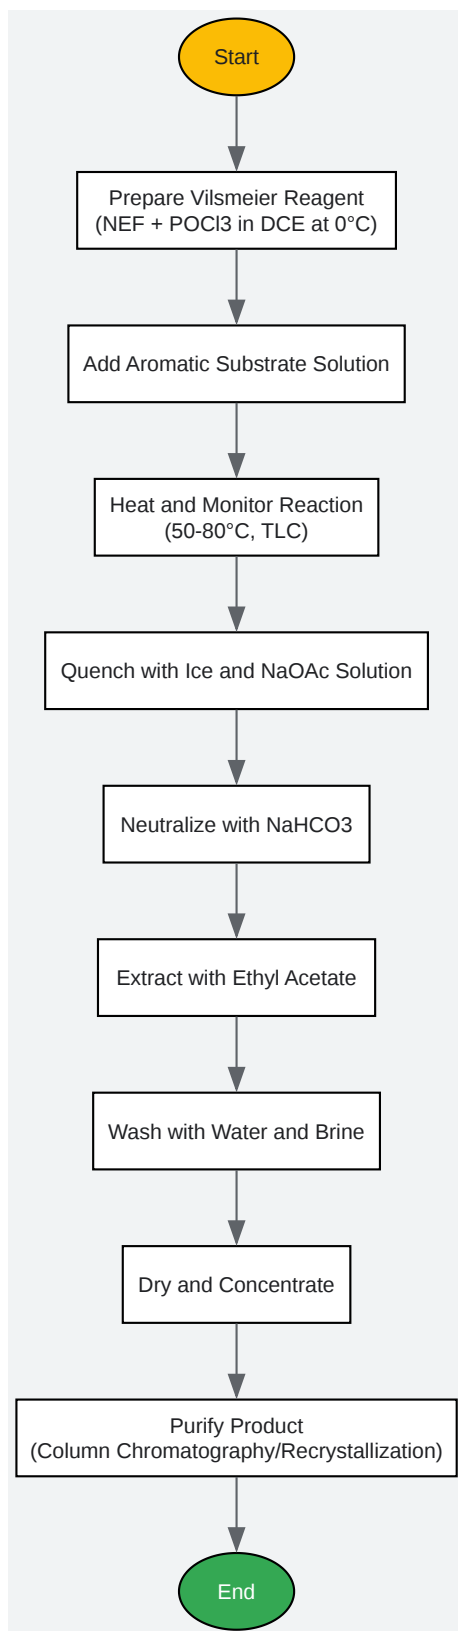 Start
Prepare Vilsmeier Reagent
(NEF + POCl3 in DCE at 0°C)
Add Aromatic Substrate Solution
Heat and Monitor Reaction
(50-80°C, TLC)
Quench with Ice and NaOAc Solution
Neutralize with NaHCO3
Extract with Ethyl Acetate
Wash with Water and Brine
Dry and Concentrate
Purify Product
(Column Chromatography/Recrystallization)
End